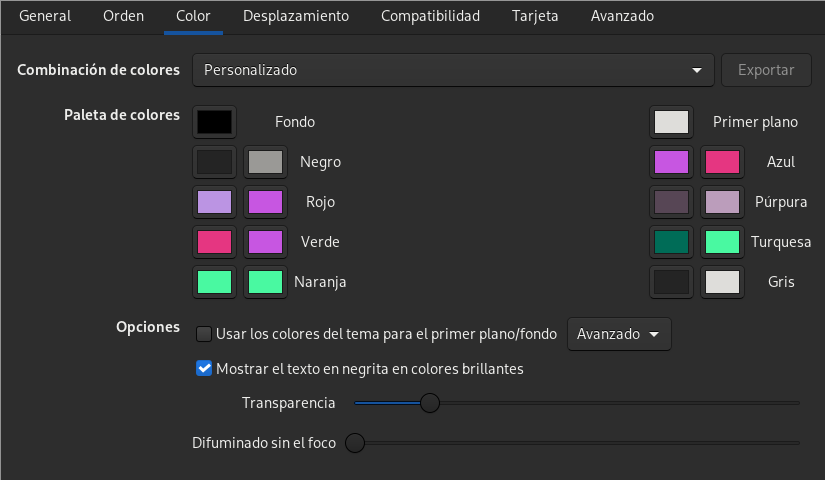 General Orden Color Desplazamiento Compatibilidad Tarjeta Avanzado
Combinación de colores Personalizado Exportar
Paleta de colores Fondo Primer plano
Negro Azul
Rojo Púrpura
Verde Turquesa
Naranja Gris
Opciones Usar los colores del tema para el primer plano/fondo Avanzado
Mostrar el texto en negrita en colores brillantes
Transparencia
Difuminado sin el foco